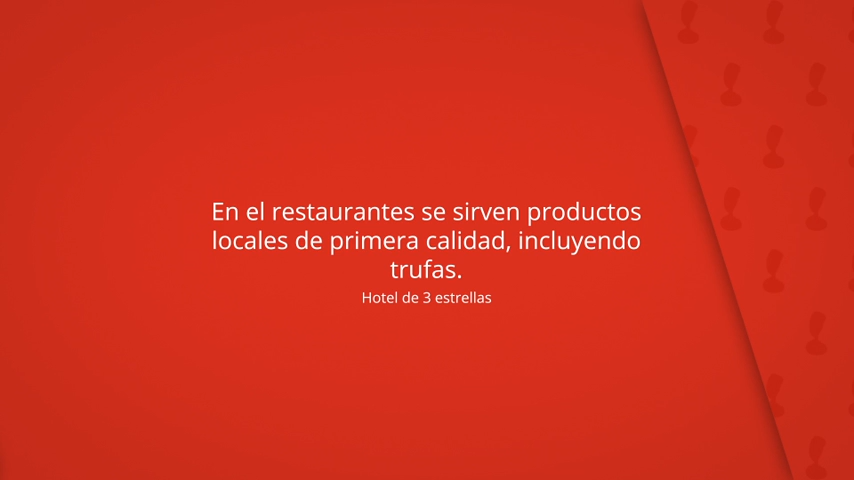 En el restaurantes se sirven productos
locales de primera calidad, incluyendo
trufas.
Hotel de 3 estrellas